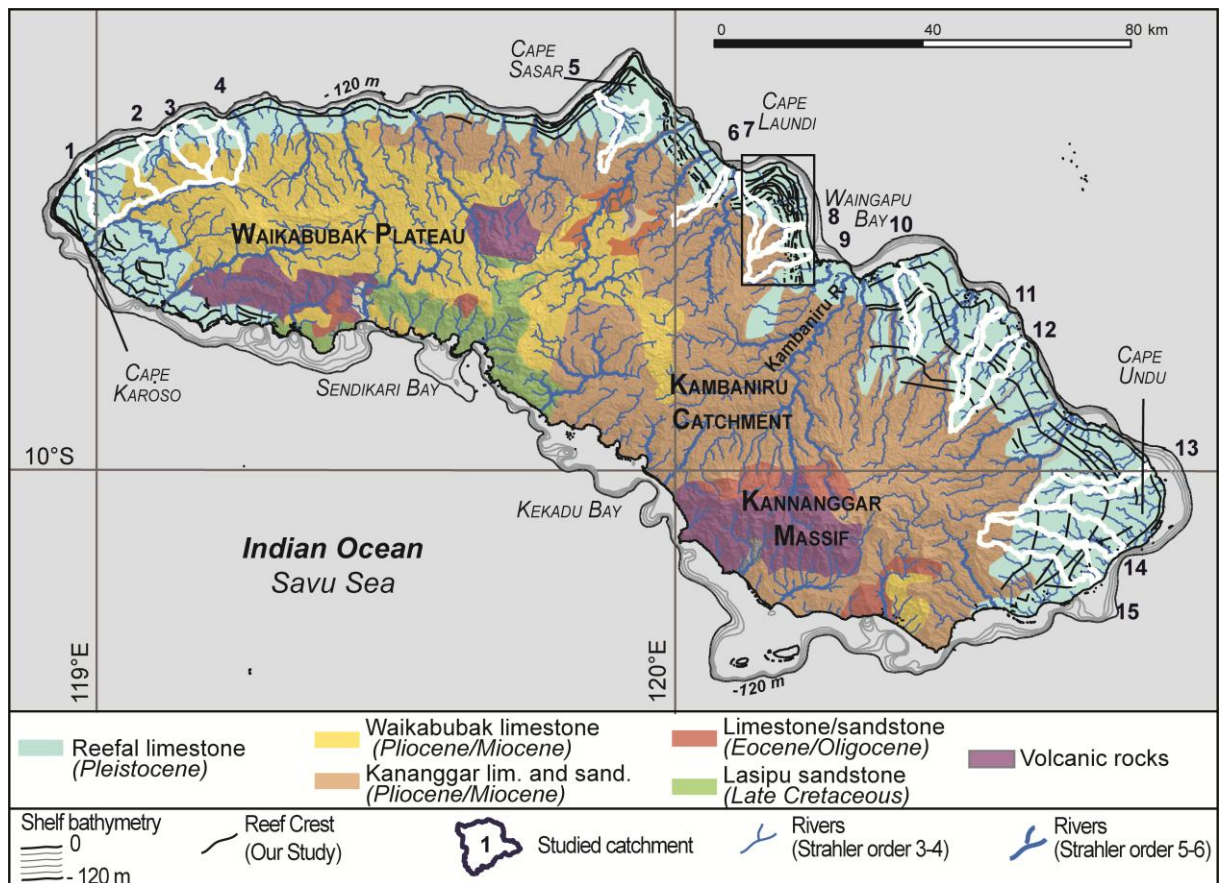 0 40 80 km
CAPE
SASAR 5
- 120 m
1 2 3 4
CAPE
LAUNDI
6 7
WAINGAPU
BAY
8
9
10
WAIKABUBAK PLATEAU
11
12
Kambaniru R.
CAPE
UNDU
CAPE
KAROSO
SENDIKARI BAY
KAMBANIRU
CATCHMENT
13
10°S
KEKADU BAY
KANNANGGAR
MASSIF
Indian Ocean
Savu Sea
14
15
119°E
120°E
-120 m
Reefal limestone
(Pleistocene)
Waikabubak limestone
(Pliocene/Miocene)
Kananggar lim. and sand.
(Pliocene/Miocene)
Limestone/sandstone
(Eocene/Oligocene)
Lasipu sandstone
(Late Cretaceous)
Volcanic rocks
Shelf bathymetry
0
- 120 m
Reef Crest
(Our Study)
1
Studied catchment
Rivers
(Strahler order 3-4)
Rivers
(Strahler order 5-6)